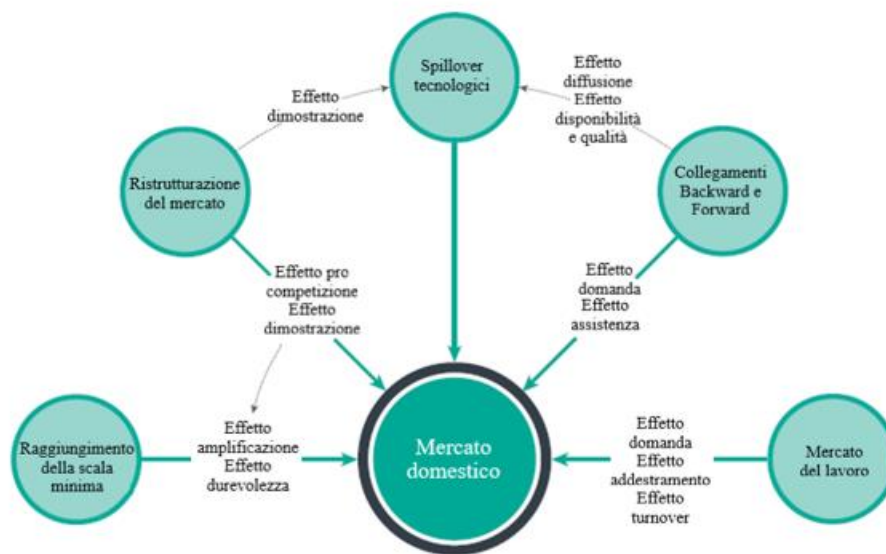 Spillover
tecnologici
Effetto
dimostrazione
Effetto
diffusione
Effetto
disponibilità
e qualità
Ristrutturazione
del mercato
Collegamenti
Backward e
Forward
Effetto pro
competizione
Effetto
dimostrazione
Effetto
domanda
Effetto
assistenza
Raggiungimento
della scala
minima
Effetto
amplificazione
Effetto
durevolezza
Mercato
domestico
Effetto
domanda
Effetto
addestramento
Effetto
turnover
Mercato
del lavoro